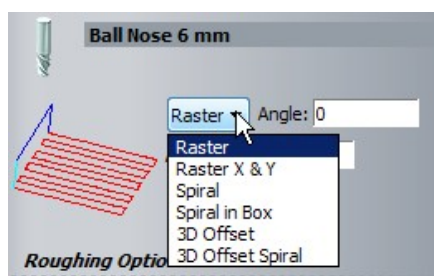 Ball Nose 6 mm
Raster Angle: 0
Raster
Raster X & Y
Spiral
Spiral in Box
3D Offset
3D Offset Spiral
Roughing Optio